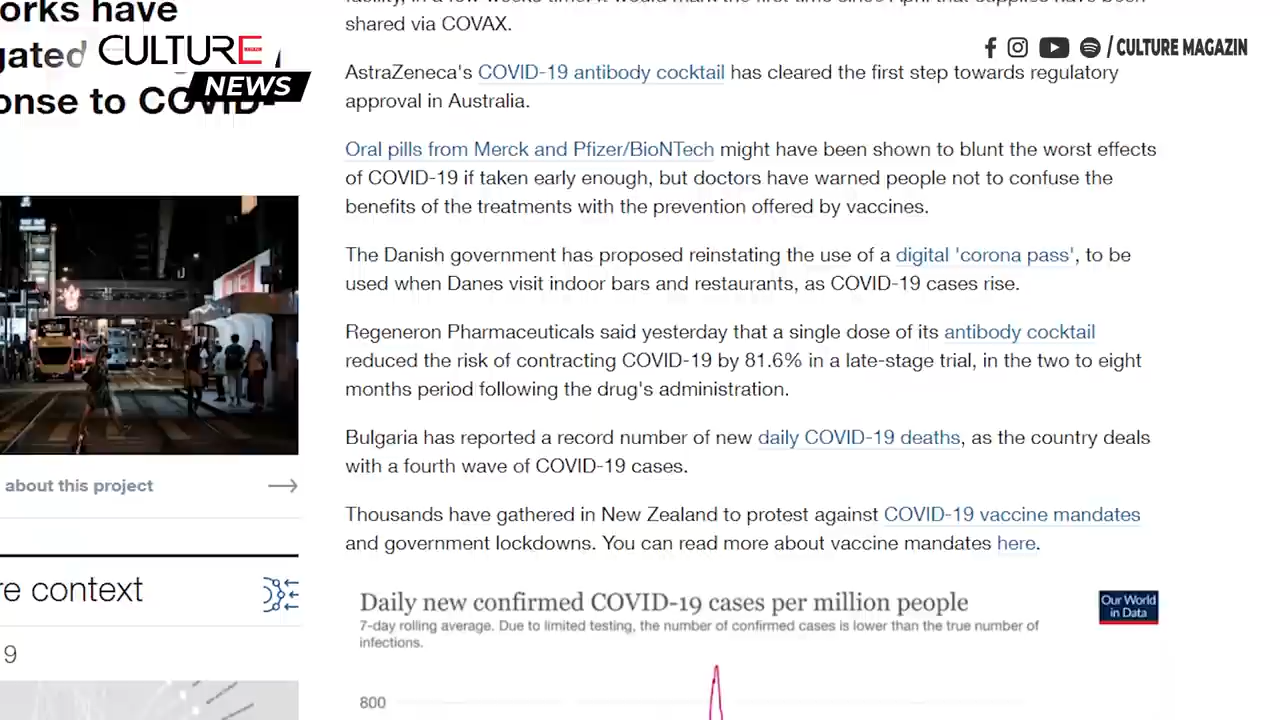 orks have
gated
onse to COVID-
CULTURE
NEWS
/ CULTURE MAGAZIN
shared via COVAX.
AstraZeneca's COVID-19 antibody cocktail has cleared the first step towards regulatory
approval in Australia.
Oral pills from Merck and Pfizer/BioNTech might have been shown to blunt the worst effects
of COVID-19 if taken early enough, but doctors have warned people not to confuse the
benefits of the treatments with the prevention offered by vaccines.
The Danish government has proposed reinstating the use of a digital 'corona pass', to be
used when Danes visit indoor bars and restaurants, as COVID-19 cases rise.
Regeneron Pharmaceuticals said yesterday that a single dose of its antibody cocktail
reduced the risk of contracting COVID-19 by 81.6% in a late-stage trial, in the two to eight
months period following the drug's administration.
Bulgaria has reported a record number of new daily COVID-19 deaths, as the country deals
with a fourth wave of COVID-19 cases.
Thousands have gathered in New Zealand to protest against COVID-19 vaccine mandates
and government lockdowns. You can read more about vaccine mandates here.
about this project
re context
9
Daily new confirmed COVID-19 cases per million people
7-day rolling average. Due to limited testing, the number of confirmed cases is lower than the true number of
infections.
Our World
in Data
800